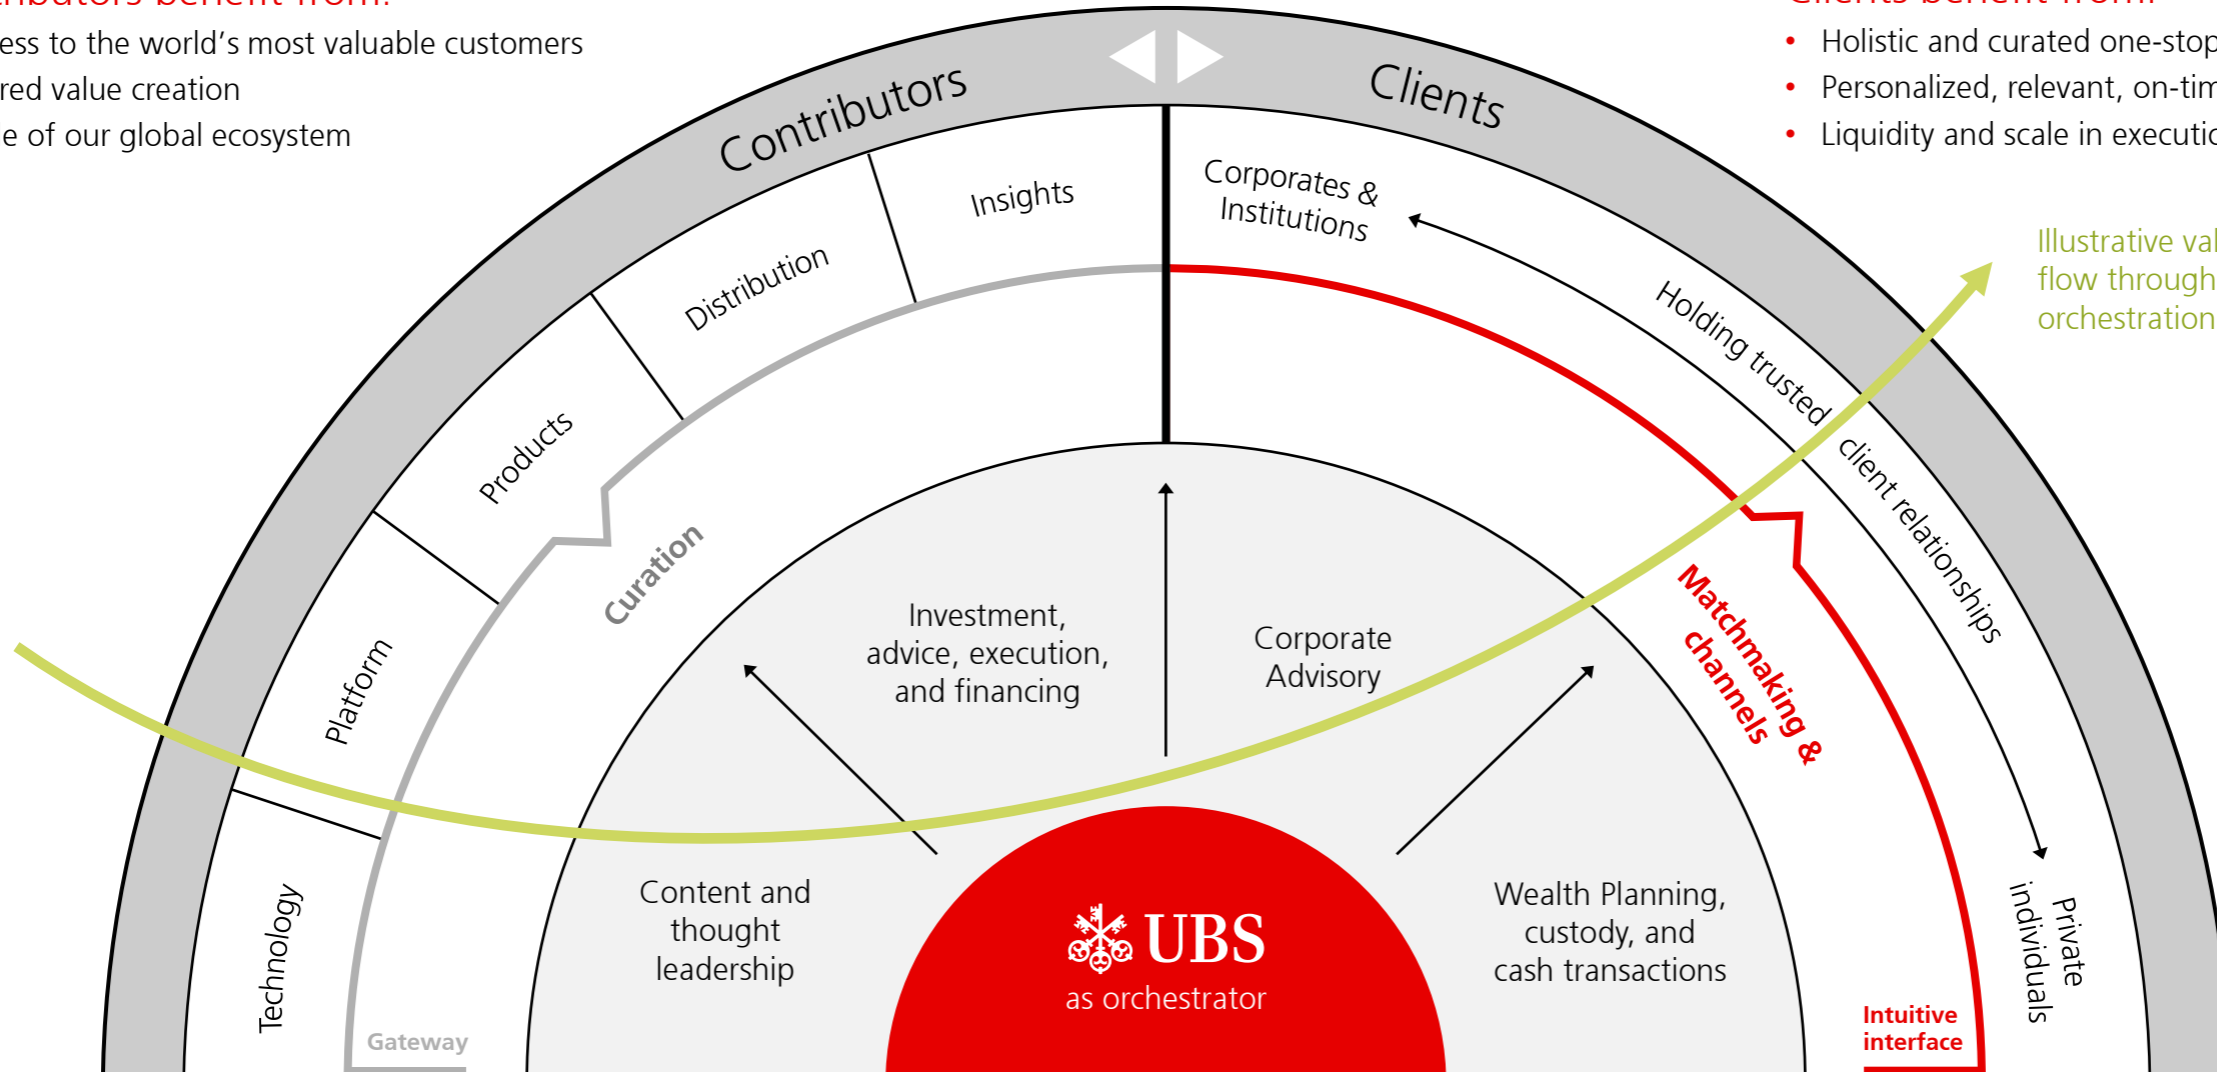 ess to the world's most valuable customers
red value creation
e of our global ecosystem
Clients benefit from:
• Holistic and curated one-stop
• Personalized, relevant, on-tim
• Liquidity and scale in executio
Contributors
Clients
Insights
Distribution
Products
Platform
Technology
Corporates &
Institutions
Holding trusted client relationships
Private
individuals
Illustrative val
flow through
orchestration
Curation
Matchmaking &
channels
Investment,
advice, execution,
and financing
Corporate
Advisory
Content and
thought
leadership
Wealth Planning,
custody, and
cash transactions
UBS
as orchestrator
Gateway
Intuitive
interface